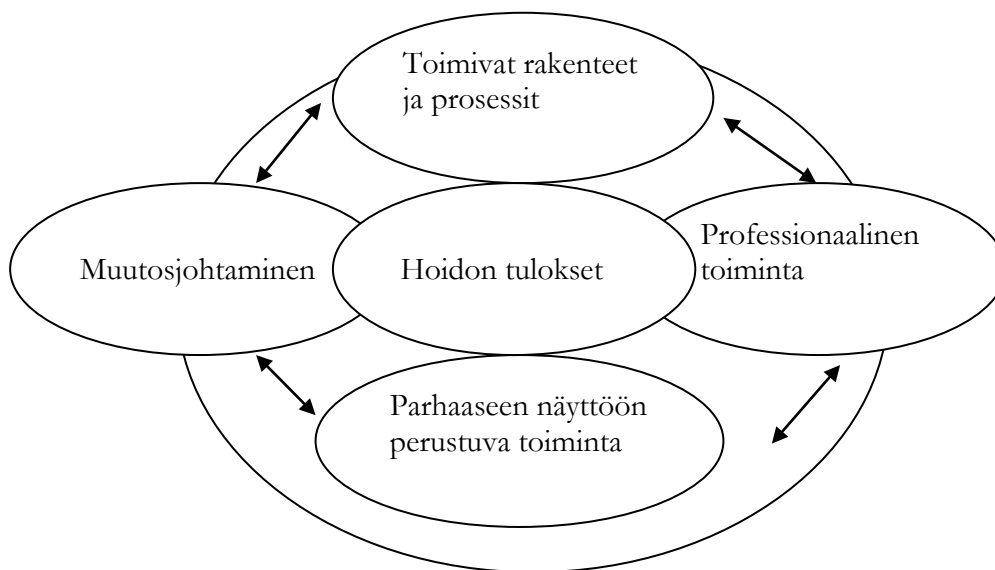 Toimivat rakenteet
ja prosessit
Muutosjohtaminen
Hoidon tulokset
Professionaalinen
toiminta
Parhaaseen näyttöön
perustuva toiminta